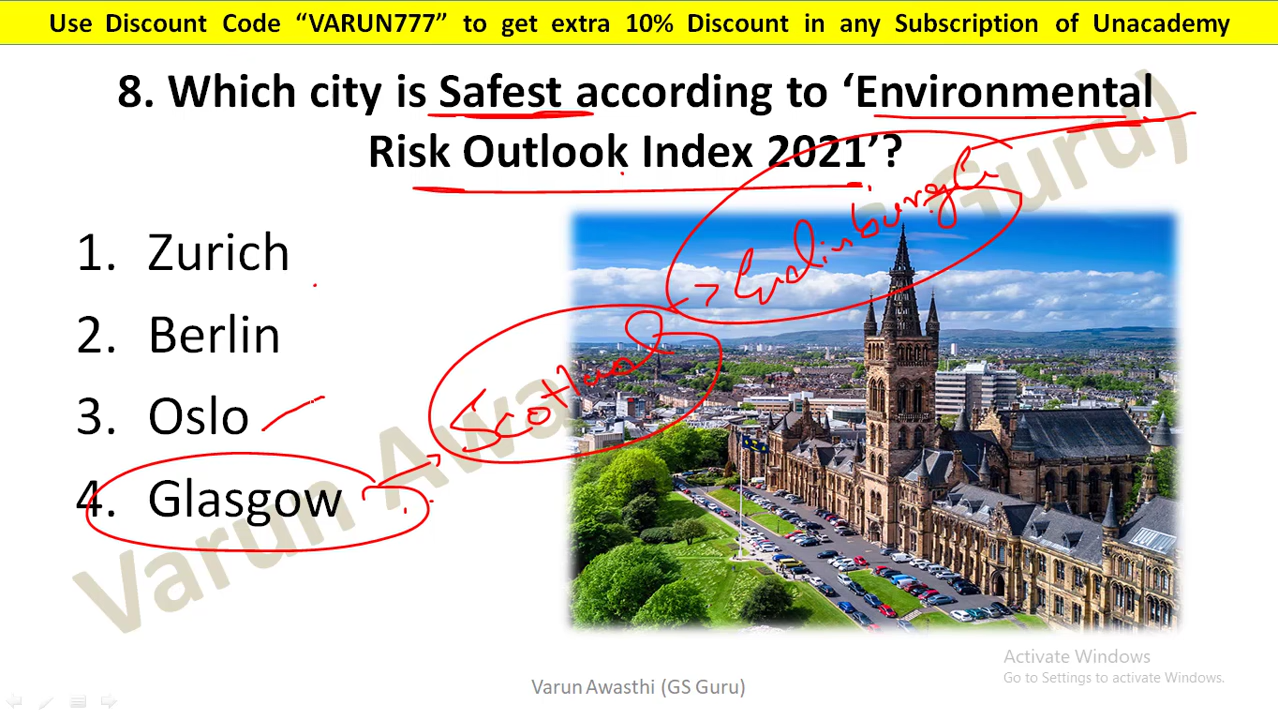 Use Discount Code “VARUN777” to get extra 10% Discount in any Subscription of Unacademy
8. Which city is Safest according to ‘Environmental
Risk Outlook Index 2021’?
1. Zurich
2. Berlin
3. Oslo
4. Glasgow
Scotland
Edinburgh
Varun Awasthi (GS Guru)
Activate Windows
Go to Settings to activate Windows.
Varun Awasthi (GS Guru)